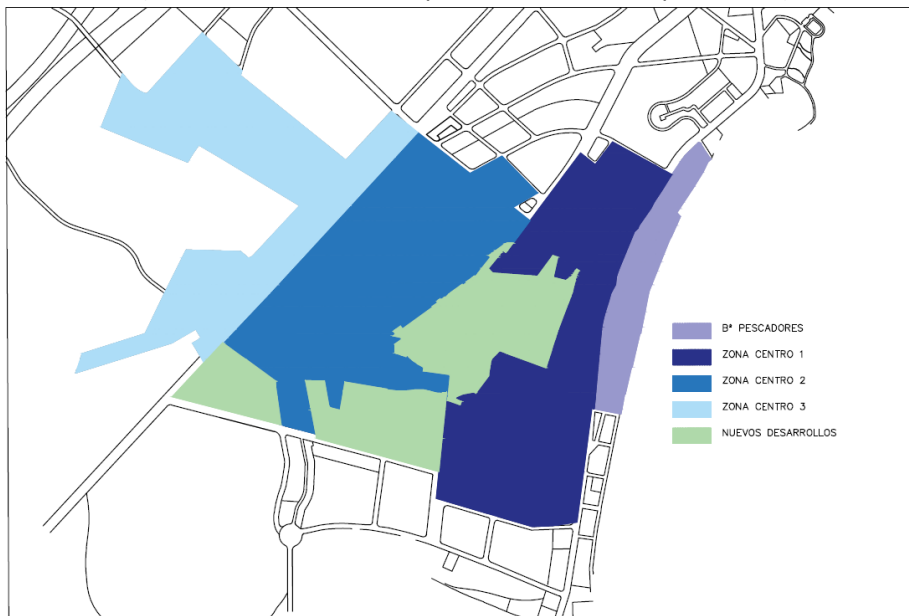 Bª PESCADORES
ZONA CENTRO 1
ZONA CENTRO 2
ZONA CENTRO 3
NUEVOS DESARROLLOS